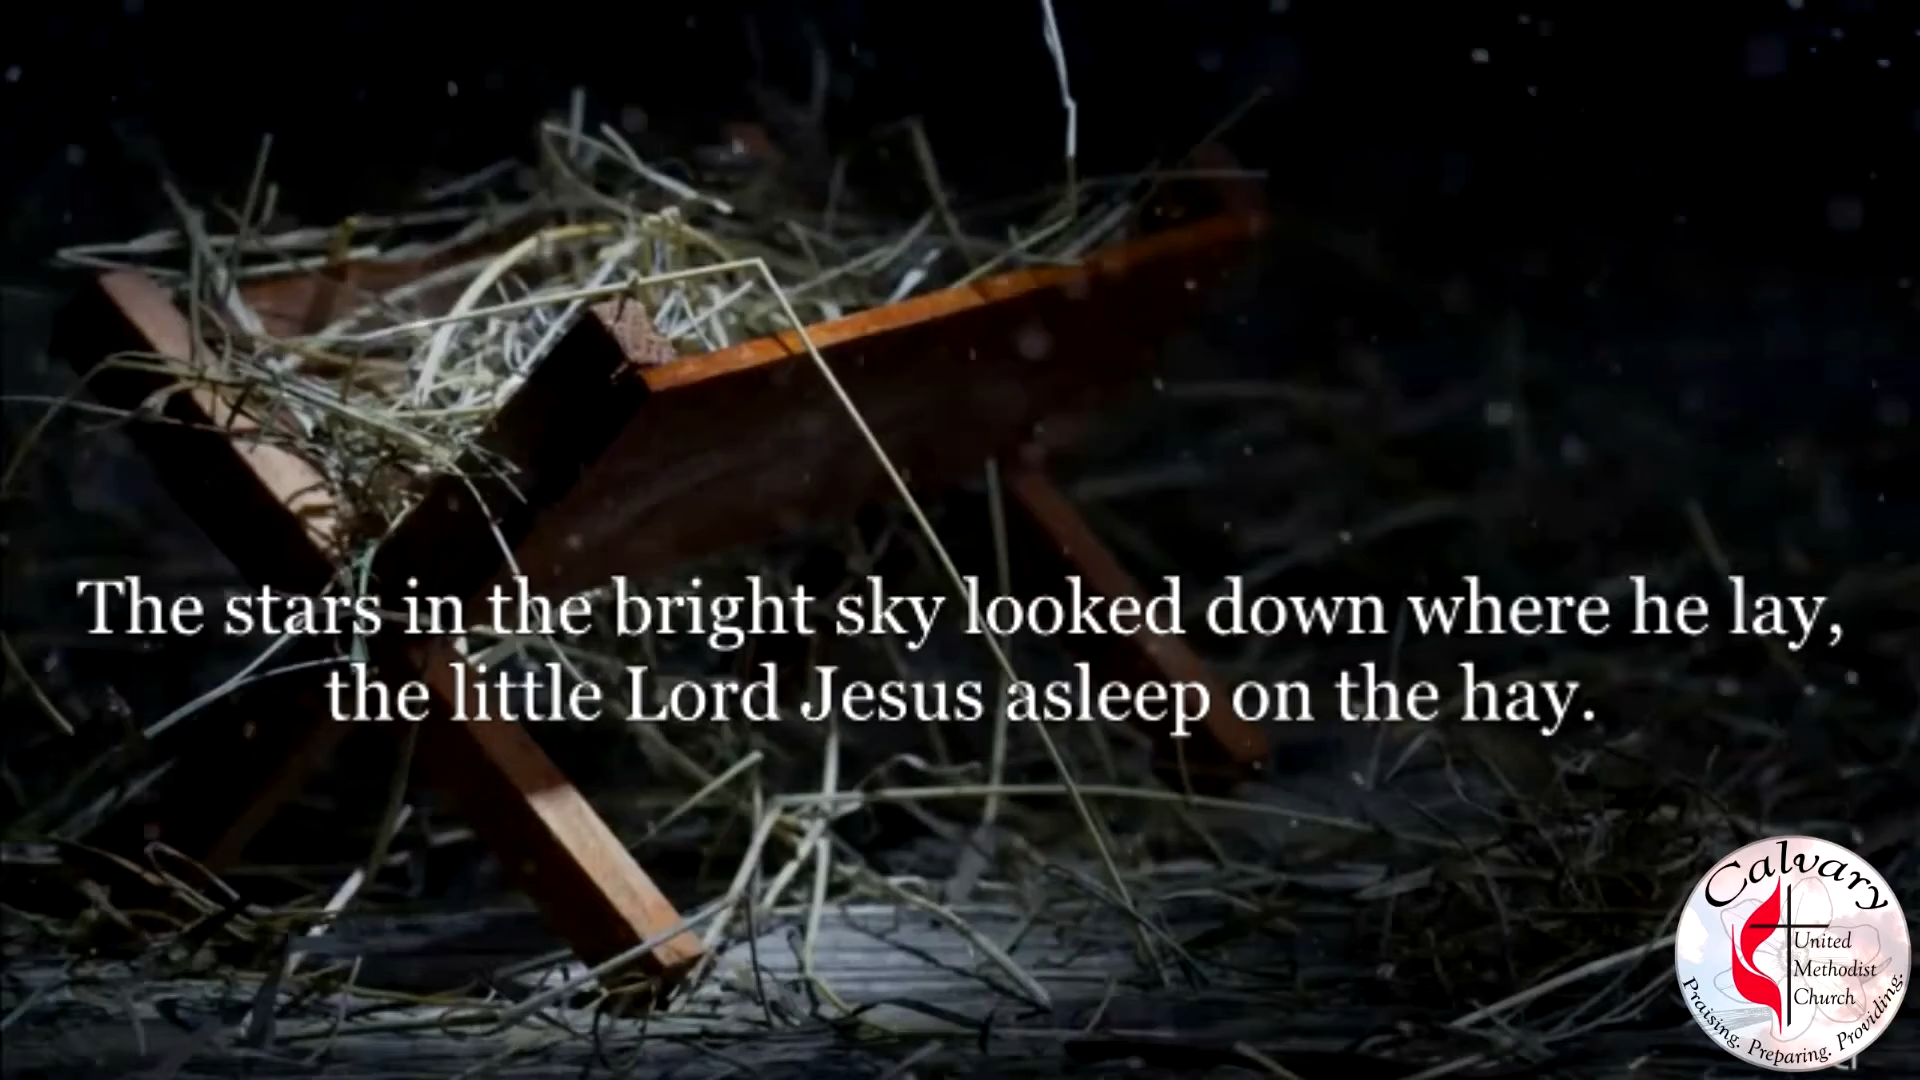 The stars in the bright sky looked down where he lay,
the little Lord Jesus asleep on the hay.
Calvary
United
Methodist
Church
Praising. Preparing. Providing.